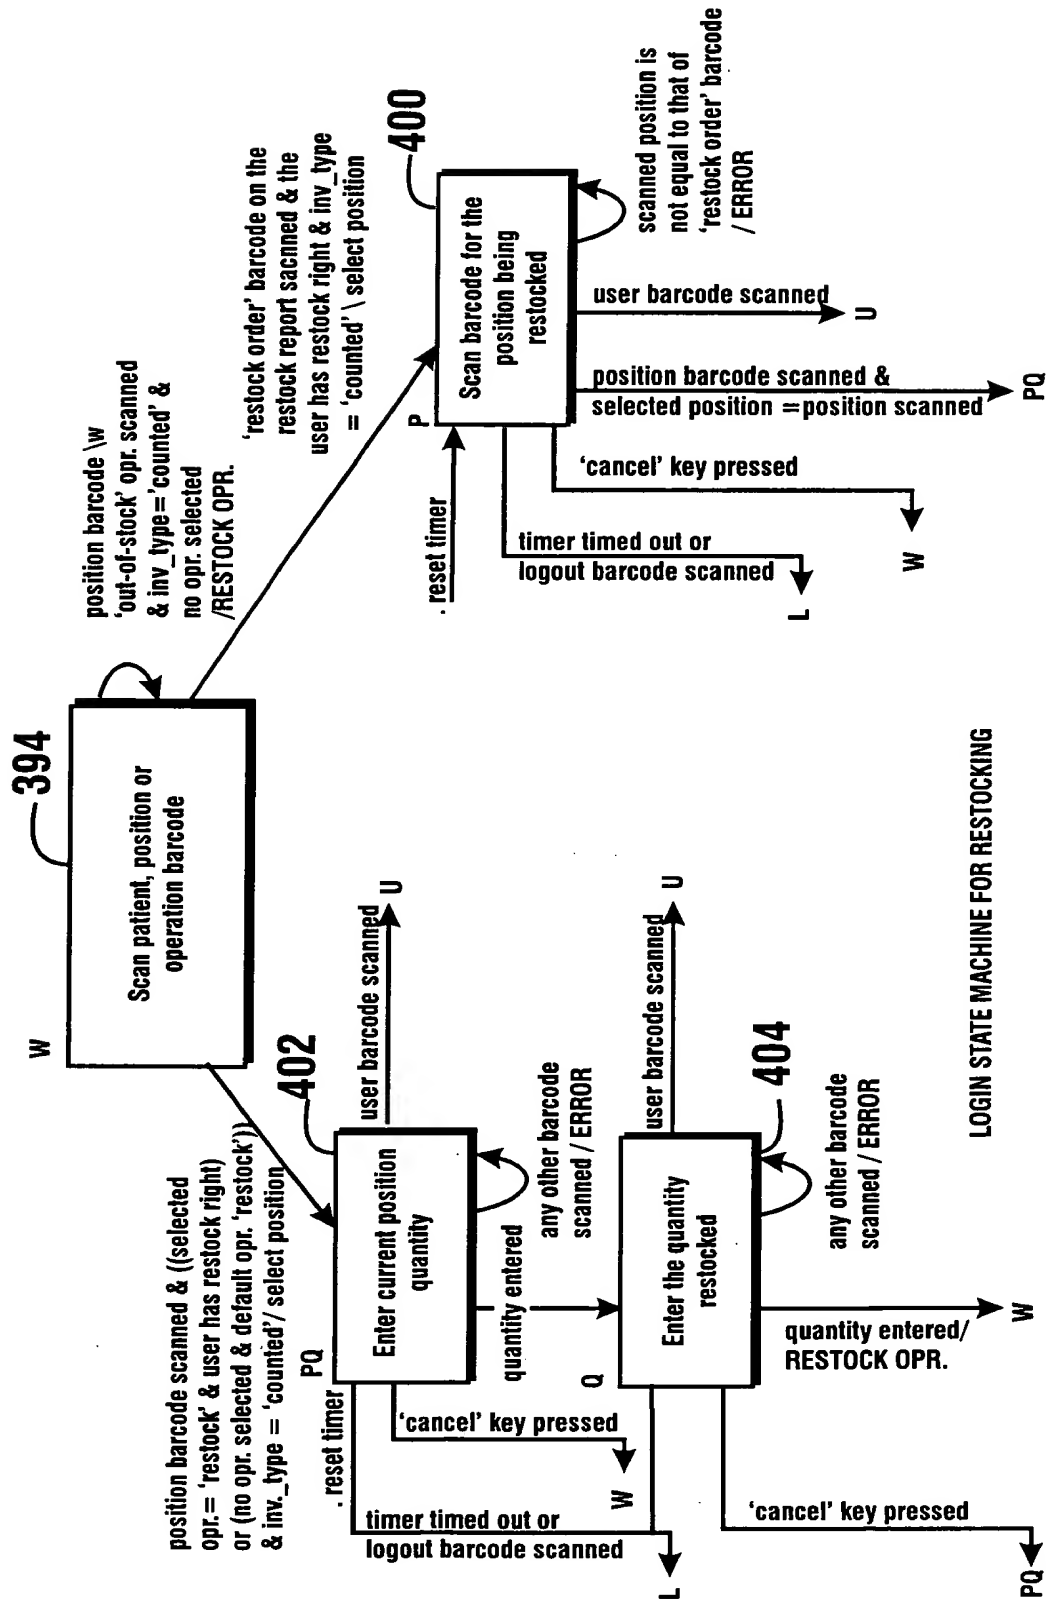 394
W
Scan patient, position or
operation barcode
position barcode \w
'out-of-stock' opr. scanned
& inv_type='counted' &
no opr. selected
/RESTOCK OPR.
'restock order' barcode on the
restock report sacnned & the
user has restock right & inv_type
= 'counted' \ select position
400
P
Scan barcode for the
position being
restocked
scanned position is
not equal to that of
'restock order' barcode
/ ERROR
. reset timer
user barcode scanned
U
position barcode scanned &
selected position =position scanned
PQ
'cancel' key pressed
W
timer timed out or
logout barcode scanned
L
position barcode scanned & ((selected
opr.= 'restock' & user has restock right)
or (no opr. selected & default opr. 'restock'))
& inv._type = 'counted'/ select position
402
PQ
Enter current position
quantity
user barcode scanned
U
any other barcode
scanned / ERROR
quantity entered
. reset timer
'cancel' key pressed
W
timer timed out or
logout barcode scanned
L
404
Q
Enter the quantity
restocked
user barcode scanned
U
any other barcode
scanned / ERROR
quantity entered/
RESTOCK OPR.
W
'cancel' key pressed
PQ
LOGIN STATE MACHINE FOR RESTOCKING